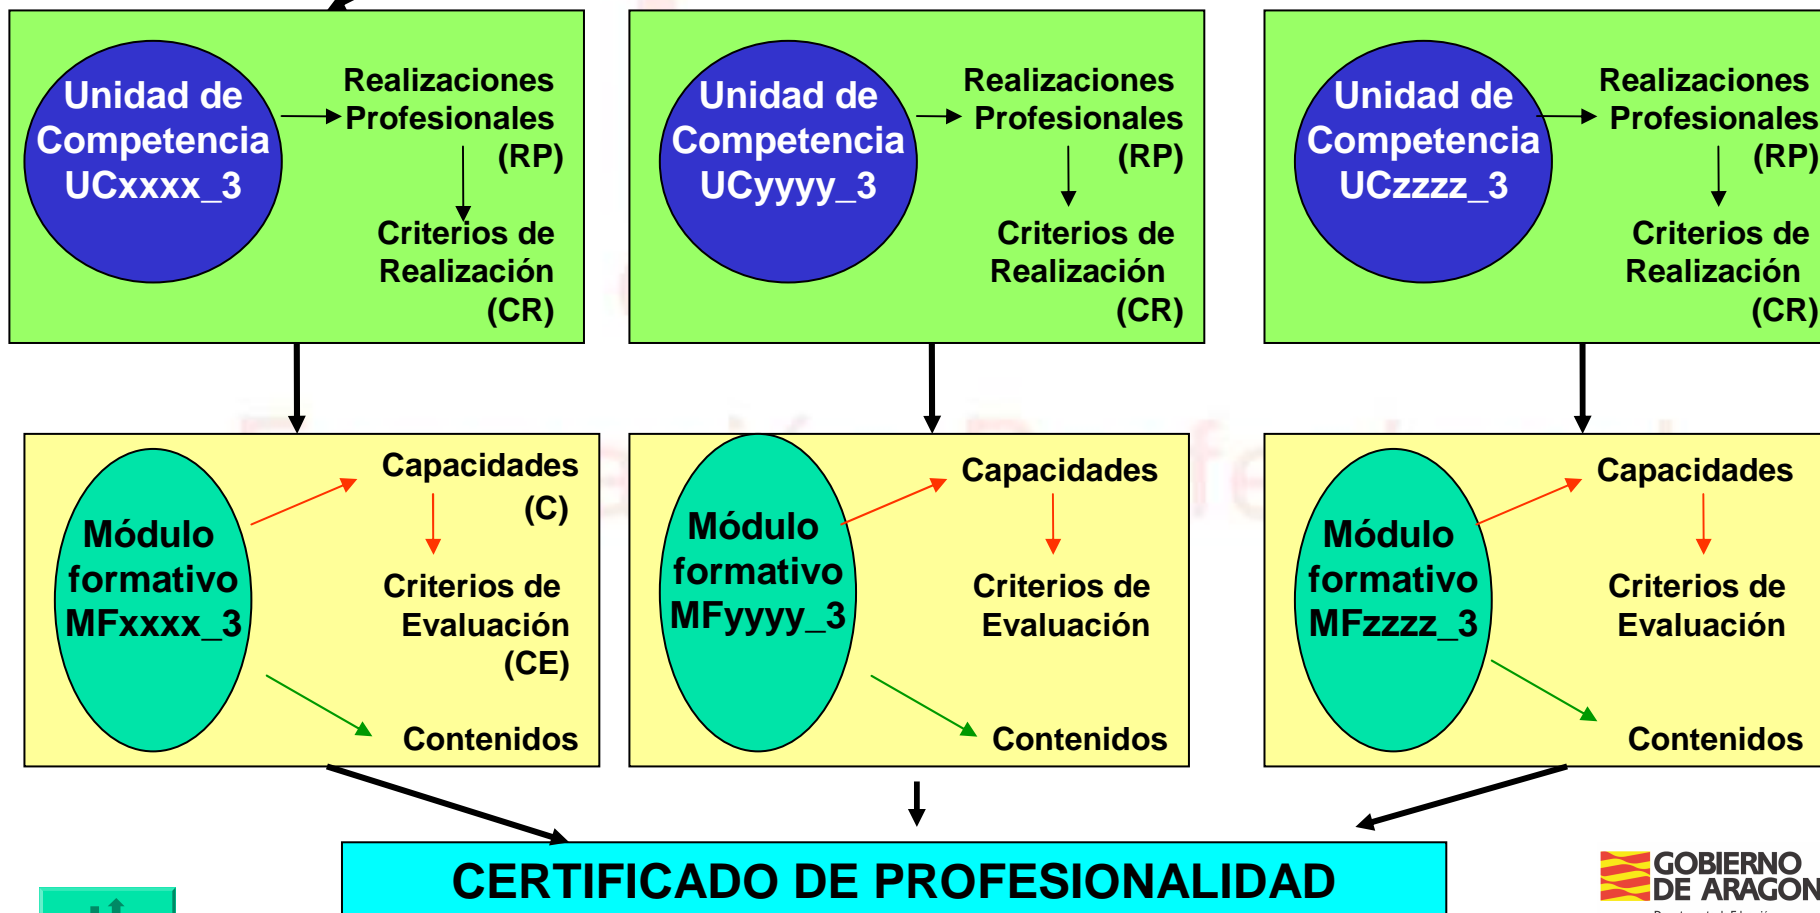 Unidad de
Competencia
UCxxxx_3
Realizaciones
Profesionales
(RP)
Criterios de
Realización
(CR)
Unidad de
Competencia
UCyyyy_3
Realizaciones
Profesionales
(RP)
Criterios de
Realización
(CR)
Unidad de
Competencia
UCzzzz_3
Realizaciones
Profesionales
(RP)
Criterios de
Realización
(CR)
Módulo
formativo
MFxxxx_3
Capacidades
(C)
Criterios de
Evaluación
(CE)
Contenidos
Módulo
formativo
MFyyyy_3
Capacidades
Criterios de
Evaluación
Contenidos
Módulo
formativo
MFzzzz_3
Capacidades
Criterios de
Evaluación
Contenidos
CERTIFICADO DE PROFESIONALIDAD
GOBIERNO
DE ARAGON